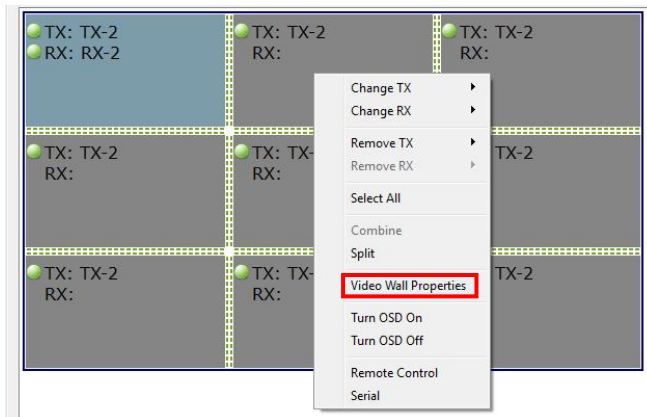 TX: TX-2
RX: RX-2
TX: TX-2
RX:
TX: TX-2
RX:
TX: TX-2
RX:
TX: TX-
RX:
TX-2
TX: TX-2
RX:
TX: TX-
RX:
TX-2
Change TX
Change RX
Remove TX
Remove RX
Select All
Combine
Split
Video Wall Properties
Turn OSD On
Turn OSD Off
Remote Control
Serial